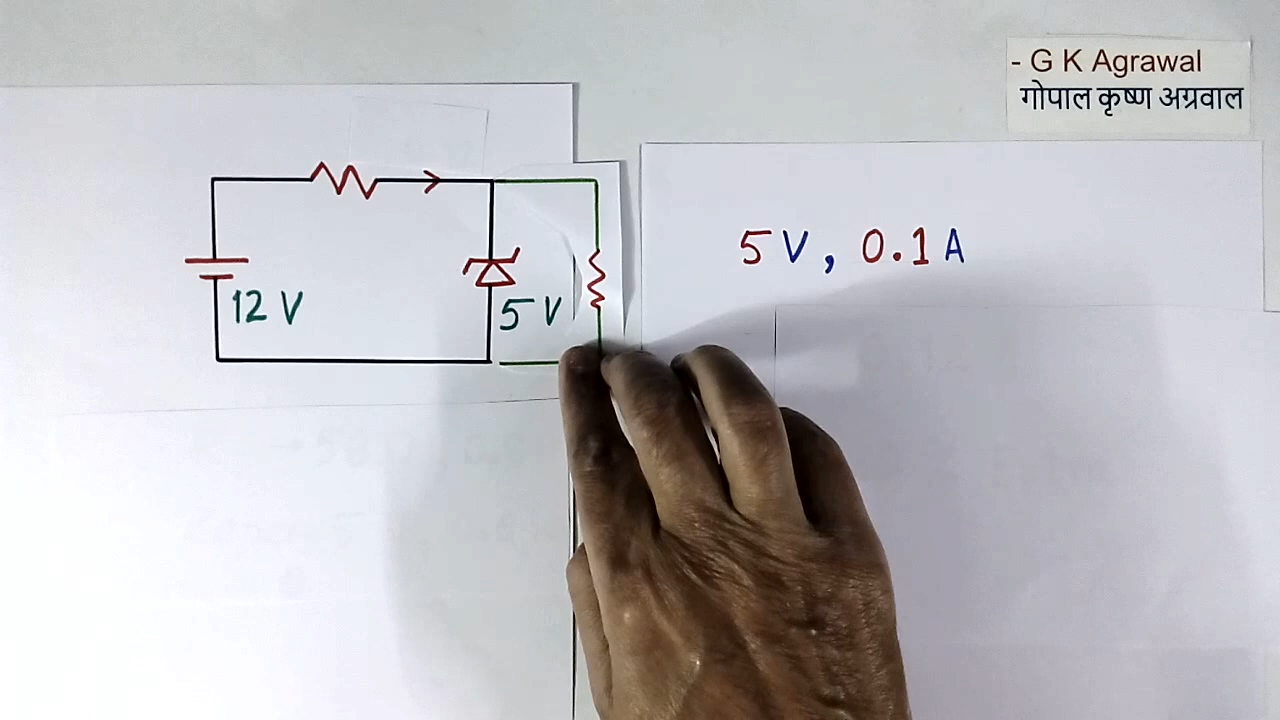 - G K Agrawal
गोपाल कृष्ण अग्रवाल
5 V, 0.1 A
12 V
5 V